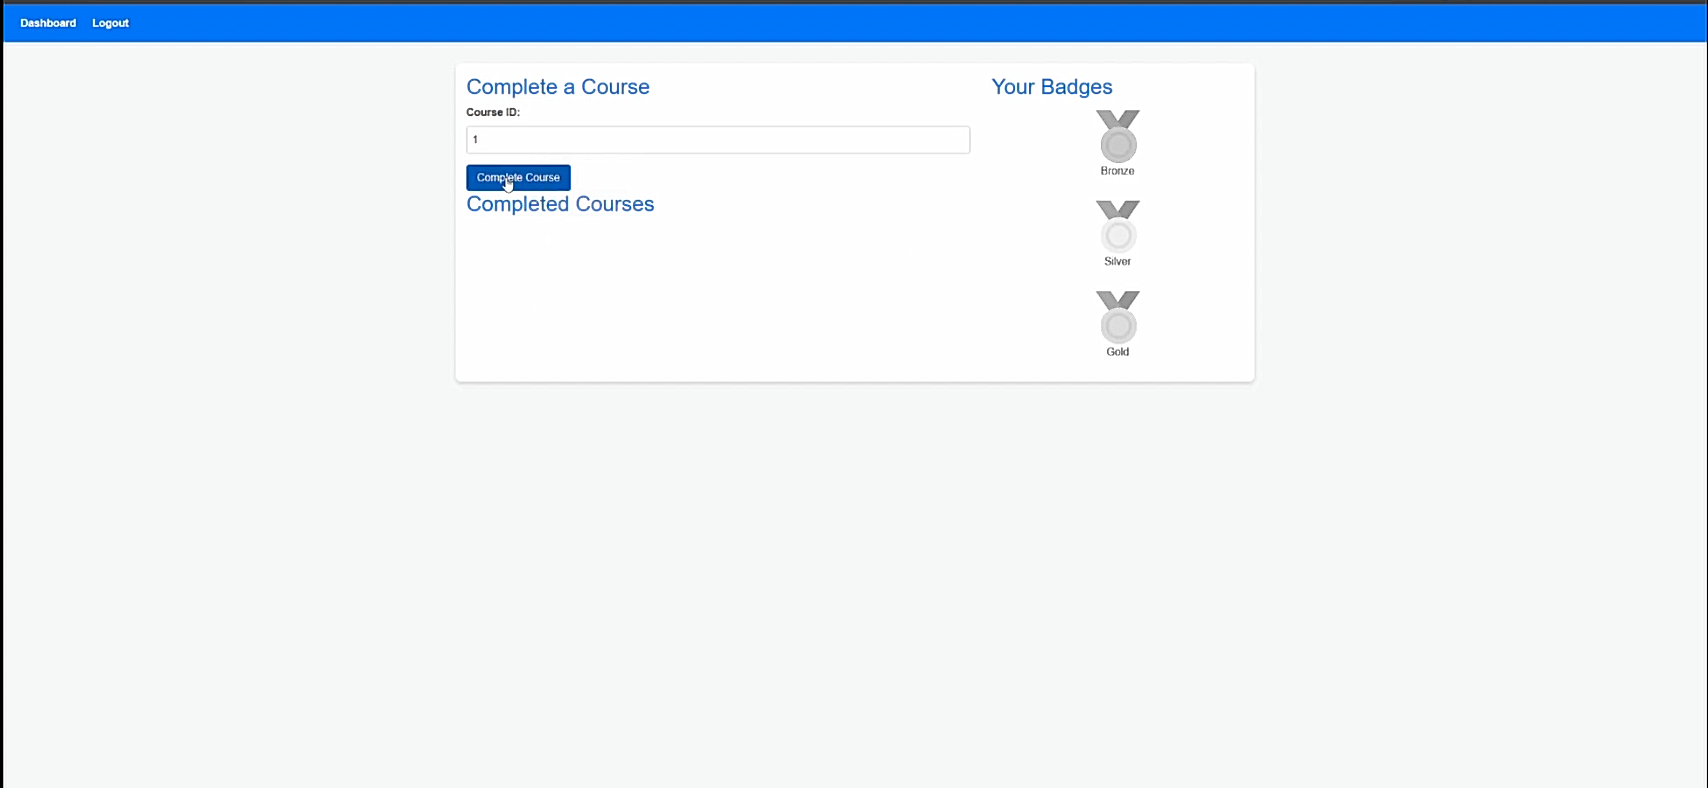 Dashboard Logout
Complete a Course
Course ID:
1
Complete Course
Completed Courses
Your Badges
Bronze
Silver
Gold